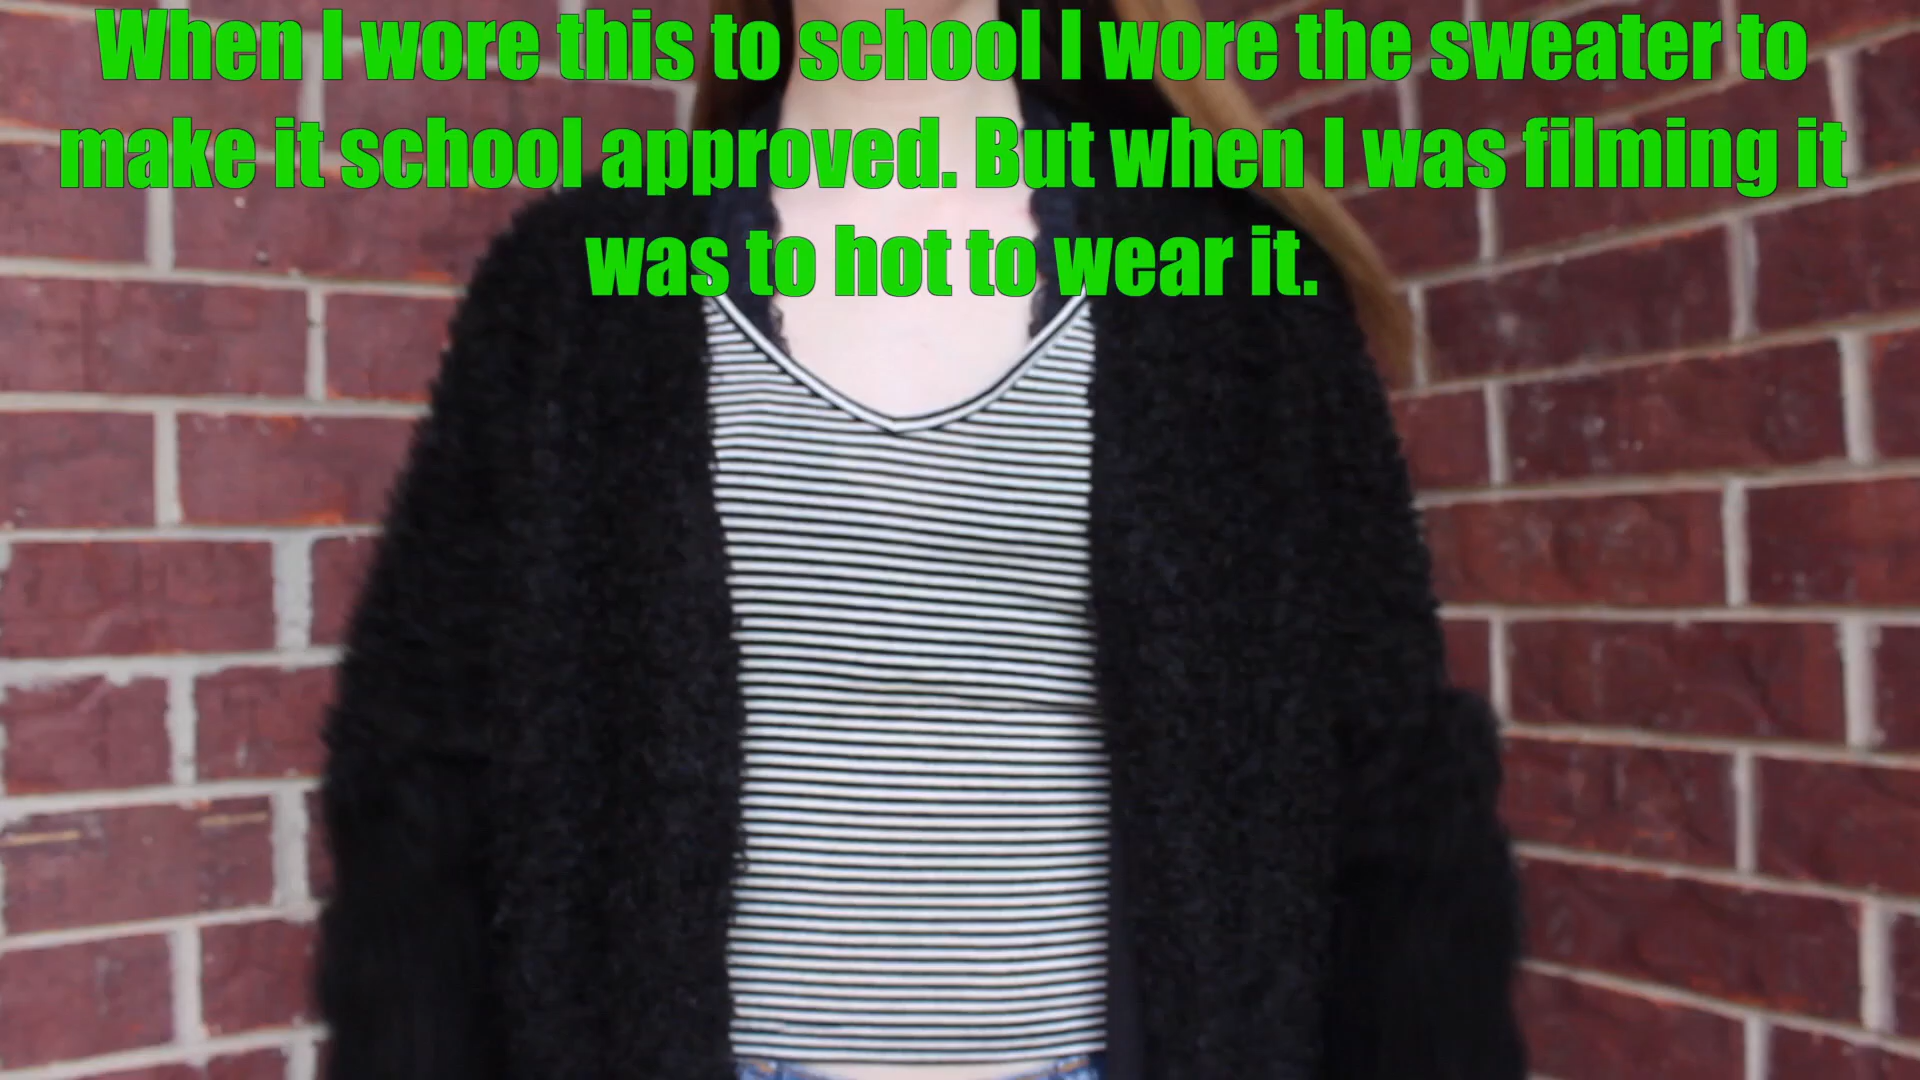 When I wore this to school I wore the sweater to
make it school approved. But when I was filming it
was to hot to wear it.